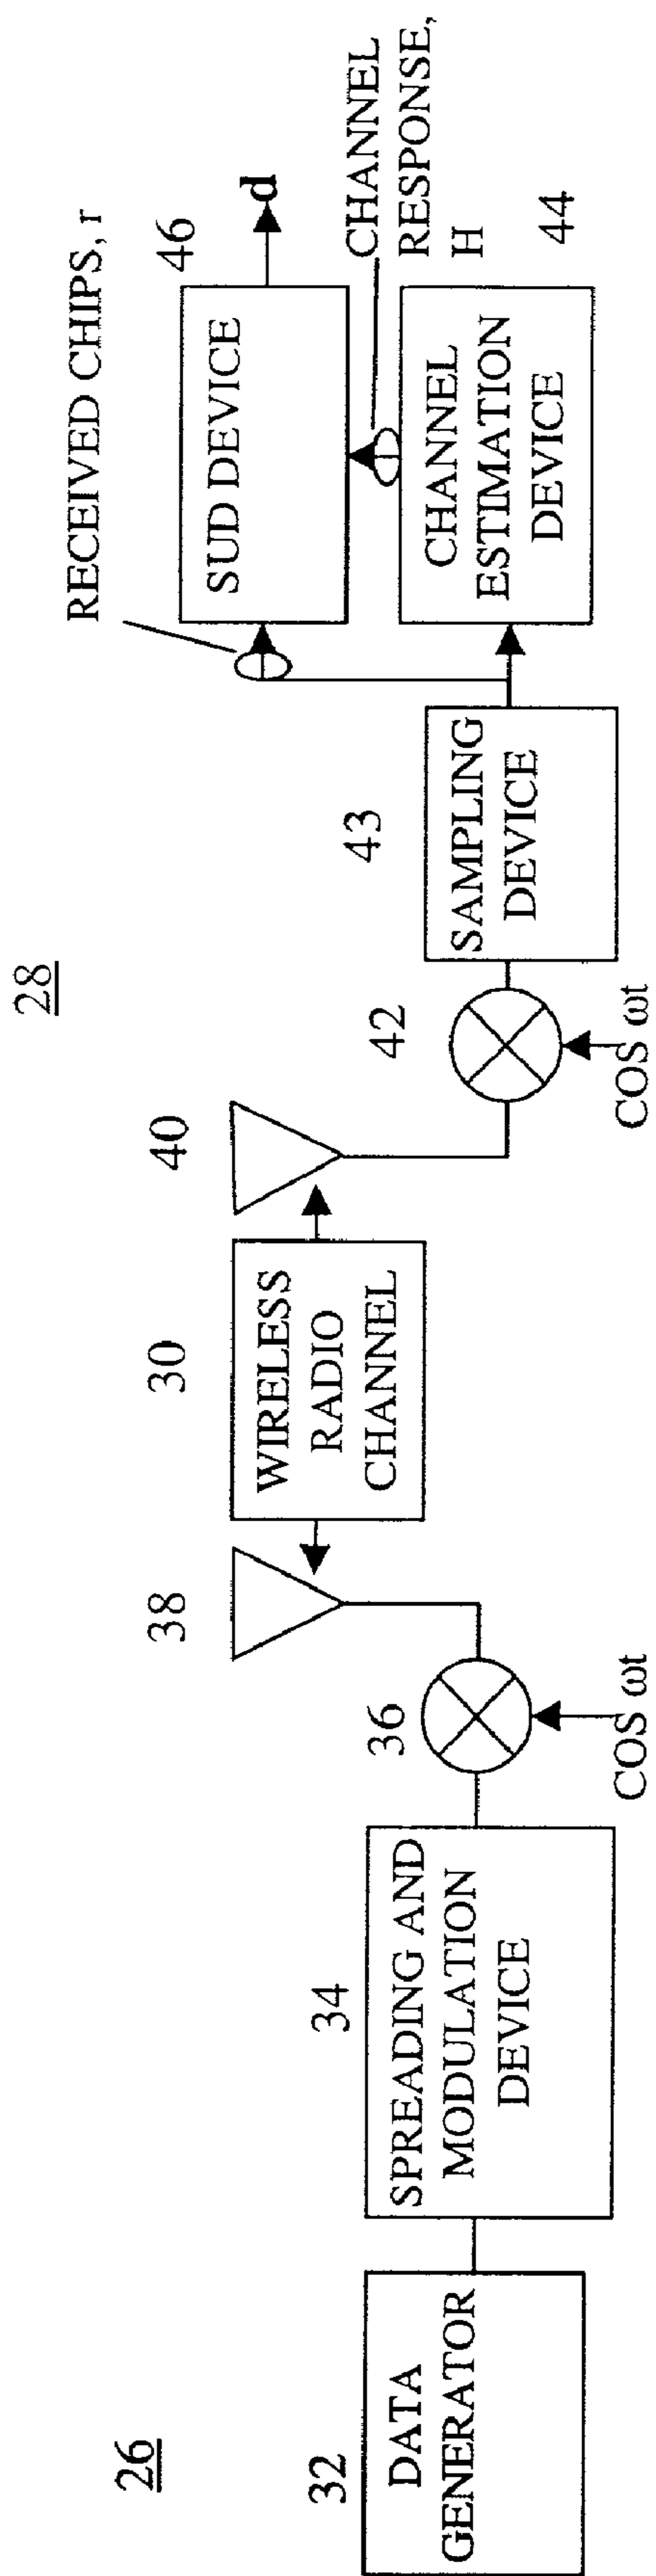 26
28
32
DATA
GENERATOR
34
SPREADING AND
MODULATION
DEVICE
36
COS ωt
38
30
WIRELESS
RADIO
CHANNEL
40
42
COS ωt
43
SAMPLING
DEVICE
RECEIVED CHIPS, r
46
SUD DEVICE
d
CHANNEL
RESPONSE,
H
44
CHANNEL
ESTIMATION
DEVICE